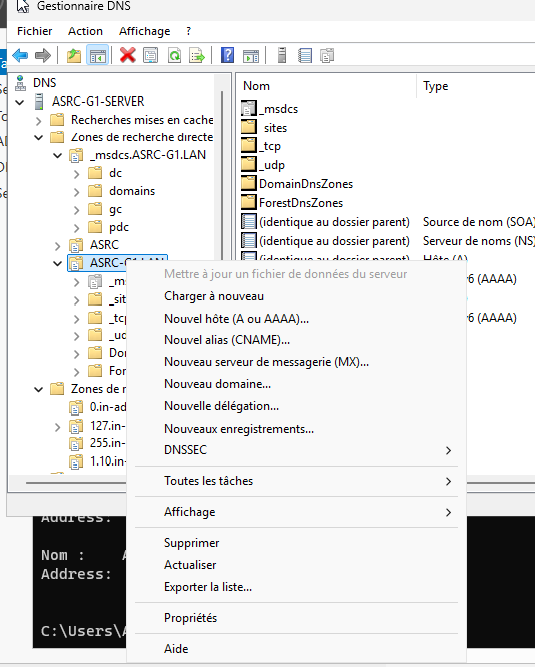 Gestionnaire DNS
Fichier Action Affichage ?
DNS
ASRC-G1-SERVER
Recherches mises en cache
Zones de recherche directe
_msdcs.ASRC-G1.LAN
dc
domains
gc
pdc
ASRC
ASRC-G1.LAN
_ms
_sit
_tcp
_ud
Do
For
Zones de r
0.in-ad
127.in-
255.in-
1.10.in-
Nom Type
_msdcs
_sites
_tcp
_udp
DomainDnsZones
ForestDnsZones
(identique au dossier parent) Source de nom (SOA)
(identique au dossier parent) Serveur de noms (NS)
(identique au dossier parent) Hôte (A)
v6 (AAAA)
v6 (AAAA)
Mettre à jour un fichier de données du serveur
Charger à nouveau
Nouvel hôte (A ou AAAA)...
Nouvel alias (CNAME)...
Nouveau serveur de messagerie (MX)...
Nouveau domaine...
Nouvelle délégation...
Nouveaux enregistrements...
DNSSEC
Toutes les tâches
Affichage
Supprimer
Actualiser
Exporter la liste...
Propriétés
Aide
Address:
Nom :
Address:
C:\Users\